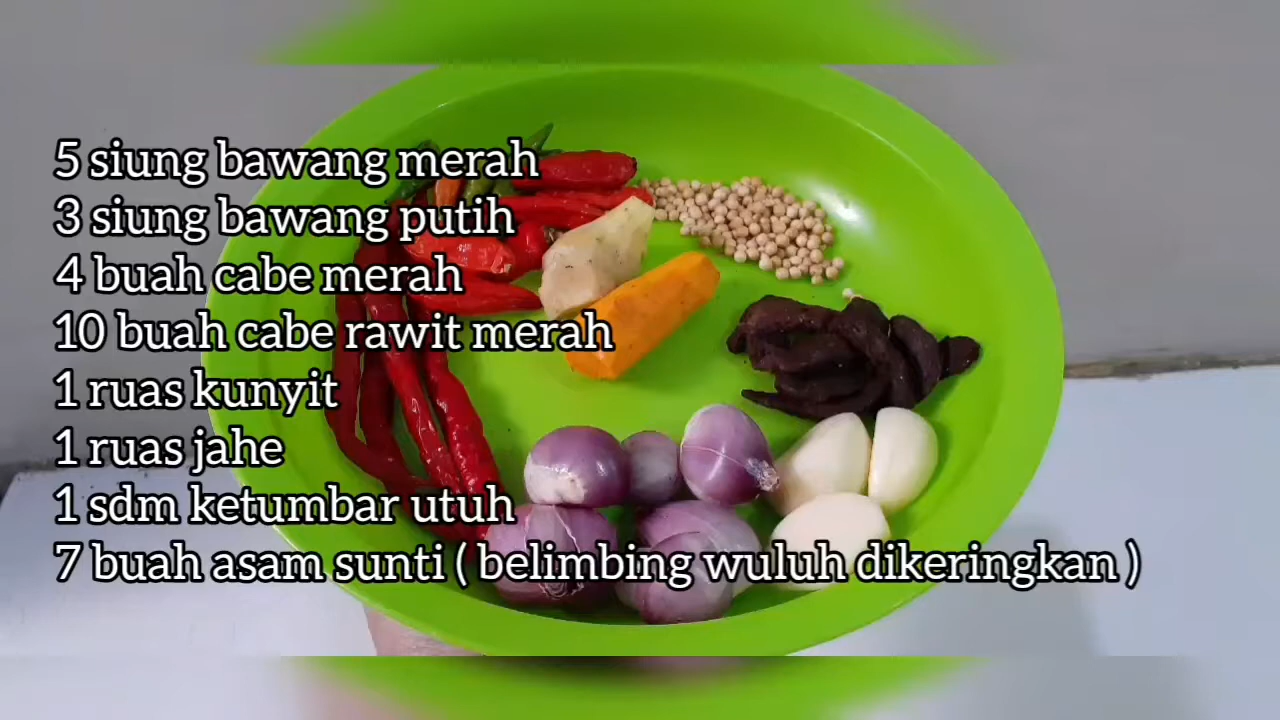 5 siung bawang merah
3 siung bawang putih
4 buah cabe merah
10 buah cabe rawit merah
1 ruas kunyit
1 ruas jahe
1 sdm ketumbar utuh
7 buah asam sunti ( belimbing wuluh dikeringkan )